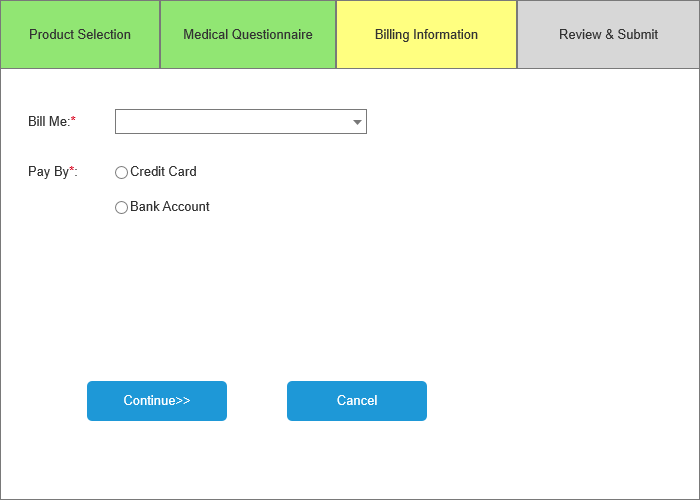 Product Selection
Medical Questionnaire
Billing Information
Review & Submit
Bill Me:*
Pay By*:
Credit Card
Bank Account
Continue>>
Cancel